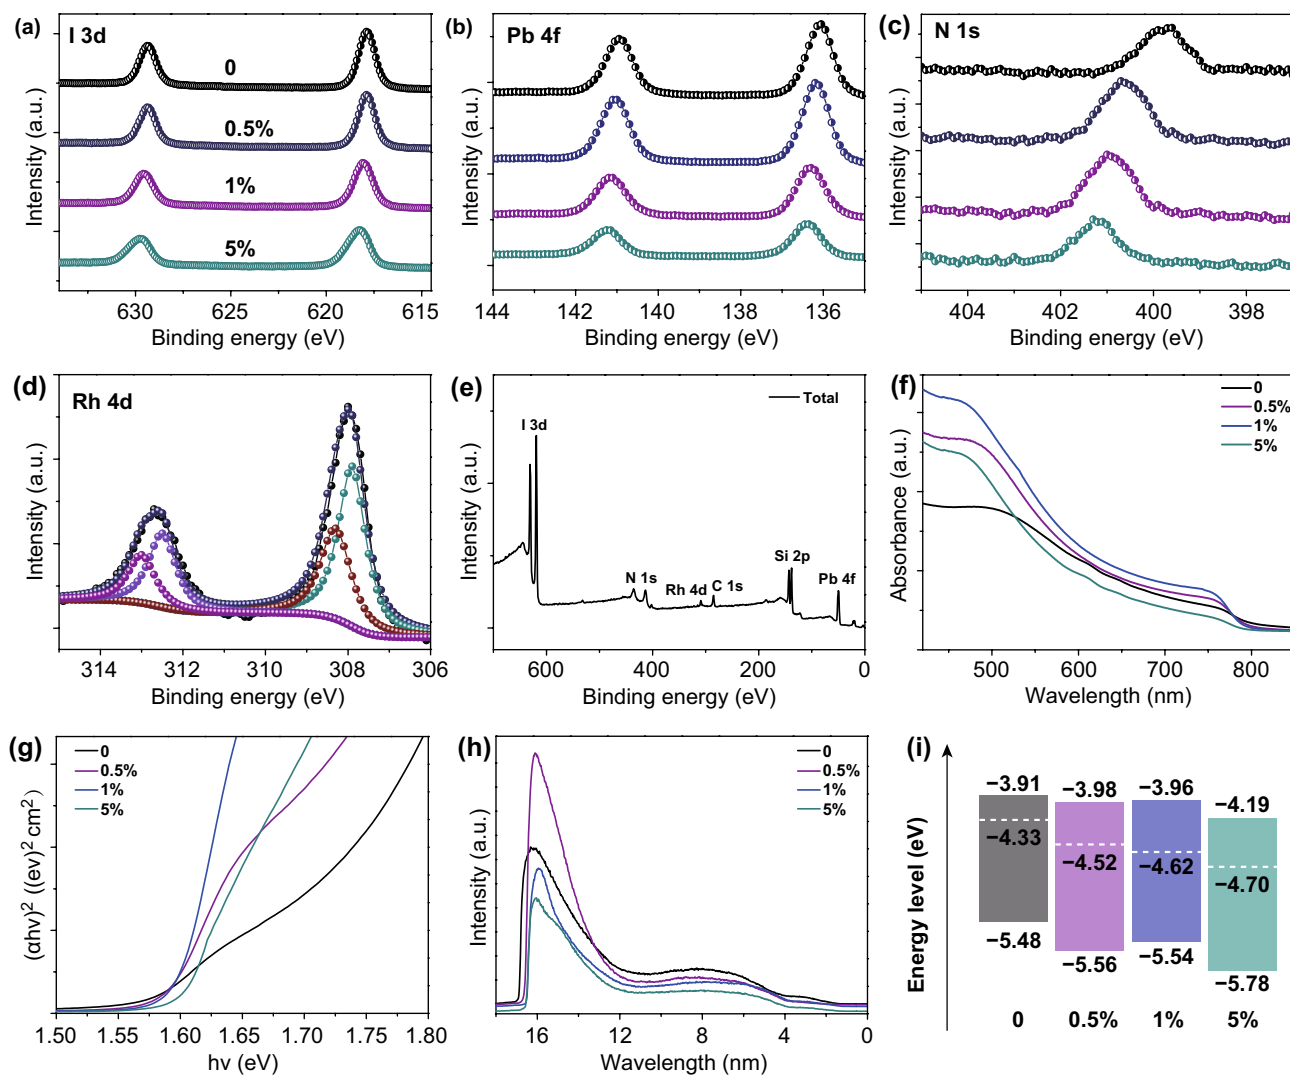 (a) I 3d
0
0.5%
1%
5%
Intensity (a.u.)
630 625 620 615
Binding energy (eV)
(b) Pb 4f
Intensity (a.u.)
144 142 140 138 136
Binding energy (eV)
(c) N 1s
Intensity (a.u.)
404 402 400 398
Binding energy (eV)
(d) Rh 4d
Intensity (a.u.)
314 312 310 308 306
Binding energy (eV)
(e)
Total
I 3d
N 1s
Rh 4d
C 1s
Si 2p
Pb 4f
Intensity (a.u.)
600 400 200 0
Binding energy (eV)
(f)
0
0.5%
1%
5%
Absorbance (a.u.)
500 600 700 800
Wavelength (nm)
(g)
0
0.5%
1%
5%
(αhv)² ((ev)² cm²)
1.50 1.55 1.60 1.65 1.70 1.75 1.80
hv (eV)
(h)
0
0.5%
1%
5%
Intensity (a.u.)
16 12 8 4 0
Wavelength (nm)
(i)
Energy level (eV)
−3.91 −3.98 −3.96 −4.19
−4.33 −4.52 −4.62 −4.70
−5.48 −5.56 −5.54 −5.78
0 0.5% 1% 5%